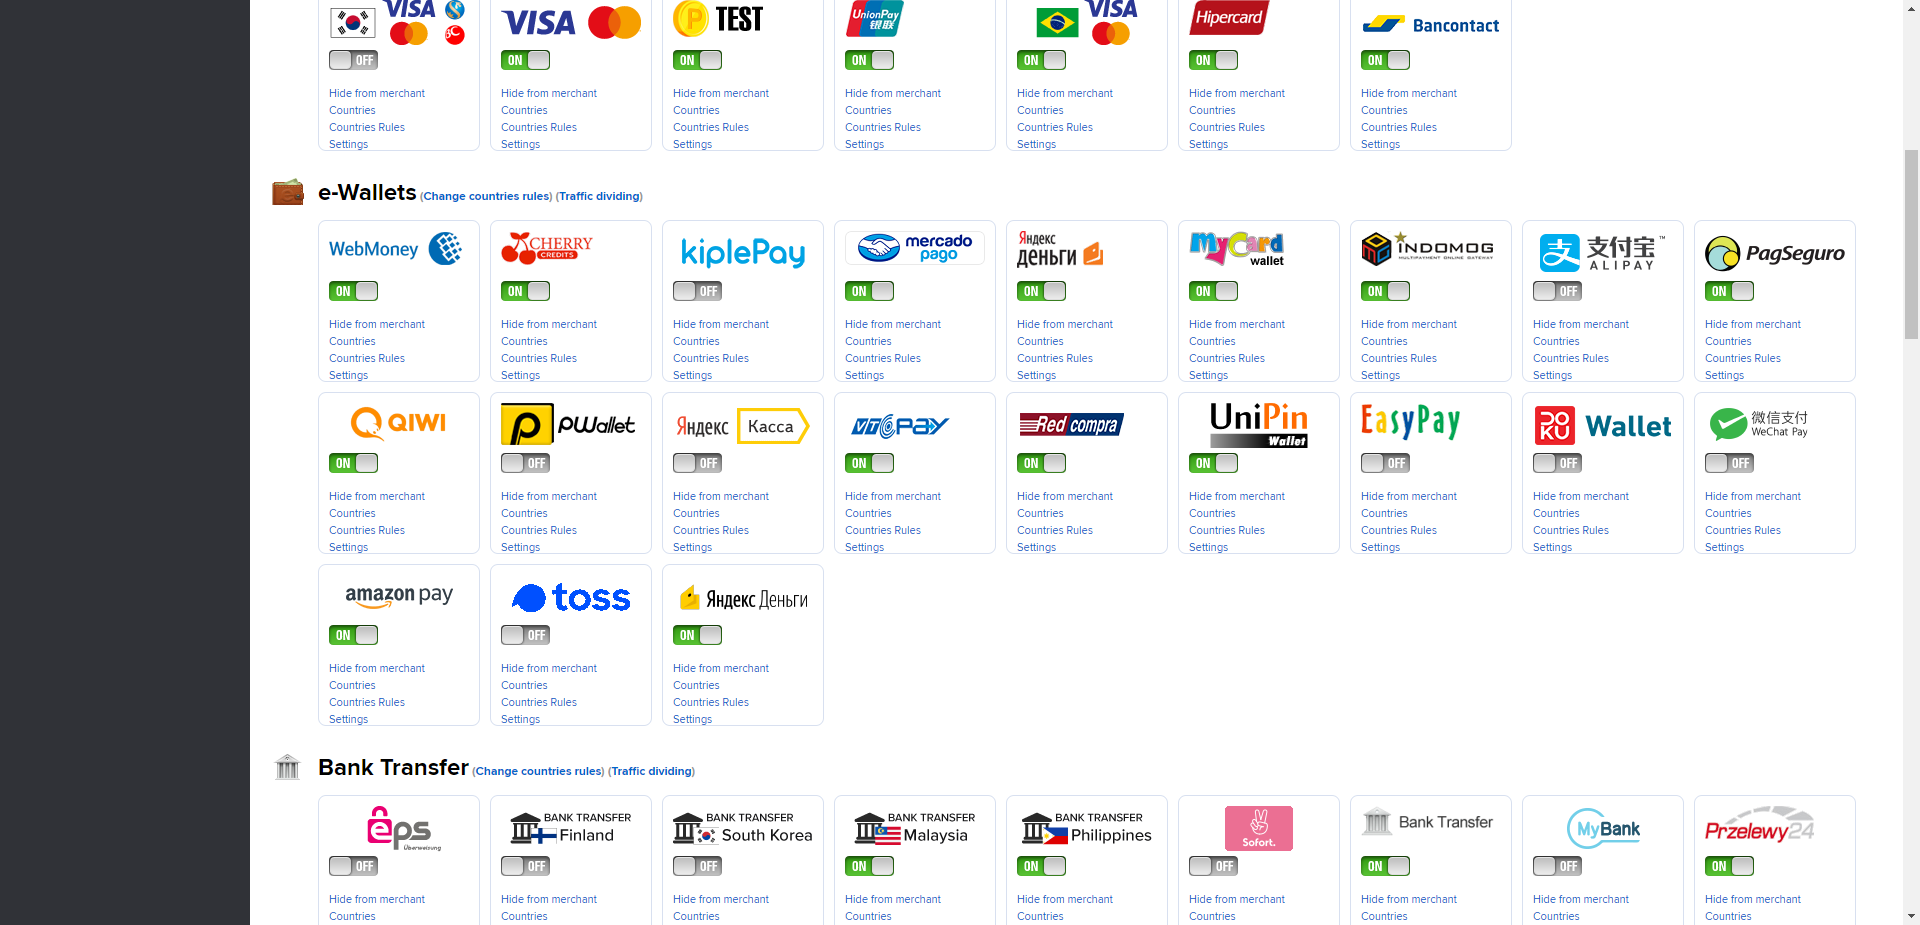 VISA
VISA
TEST
UnionPay
银联
VISA
Hipercard
Bancontact
OFF
ON
ON
ON
ON
ON
ON
Hide from merchant
Countries
Countries Rules
Settings
Hide from merchant
Countries
Countries Rules
Settings
Hide from merchant
Countries
Countries Rules
Settings
Hide from merchant
Countries
Countries Rules
Settings
Hide from merchant
Countries
Countries Rules
Settings
Hide from merchant
Countries
Countries Rules
Settings
Hide from merchant
Countries
Countries Rules
Settings
e-Wallets (Change countries rules) (Traffic dividing)
WebMoney
ON
Hide from merchant
Countries
Countries Rules
Settings
CHERRY
CREDITS
ON
Hide from merchant
Countries
Countries Rules
Settings
kiplePay
OFF
Hide from merchant
Countries
Countries Rules
Settings
mercado
pago
ON
Hide from merchant
Countries
Countries Rules
Settings
Яндекс
деньги
ON
Hide from merchant
Countries
Countries Rules
Settings
MyCard
wallet
ON
Hide from merchant
Countries
Countries Rules
Settings
INDOMOG
MULTIPAYMENT ONLINE GATEWAY
ON
Hide from merchant
Countries
Countries Rules
Settings
支 支付宝™
ALIPAY
OFF
Hide from merchant
Countries
Countries Rules
Settings
PagSeguro
ON
Hide from merchant
Countries
Countries Rules
Settings
QIWI
ON
Hide from merchant
Countries
Countries Rules
Settings
PWallet
OFF
Hide from merchant
Countries
Countries Rules
Settings
Яндекс Касса
OFF
Hide from merchant
Countries
Countries Rules
Settings
VTCPAY
ON
Hide from merchant
Countries
Countries Rules
Settings
Redcompra
ON
Hide from merchant
Countries
Countries Rules
Settings
UniPin
Wallet
ON
Hide from merchant
Countries
Countries Rules
Settings
EasyPay
OFF
Hide from merchant
Countries
Countries Rules
Settings
DOKU Wallet
OFF
Hide from merchant
Countries
Countries Rules
Settings
微信支付
WeChat Pay
OFF
Hide from merchant
Countries
Countries Rules
Settings
amazon pay
ON
Hide from merchant
Countries
Countries Rules
Settings
toss
OFF
Hide from merchant
Countries
Countries Rules
Settings
Яндекс Деньги
ON
Hide from merchant
Countries
Countries Rules
Settings
Bank Transfer (Change countries rules) (Traffic dividing)
eps
Überweisung
OFF
Hide from merchant
Countries
BANK TRANSFER
Finland
OFF
Hide from merchant
Countries
BANK TRANSFER
South Korea
OFF
Hide from merchant
Countries
BANK TRANSFER
Malaysia
ON
Hide from merchant
Countries
BANK TRANSFER
Philippines
ON
Hide from merchant
Countries
Sofort.
OFF
Hide from merchant
Countries
Bank Transfer
ON
Hide from merchant
Countries
MyBank
OFF
Hide from merchant
Countries
Przelewy24
ON
Hide from merchant
Countries